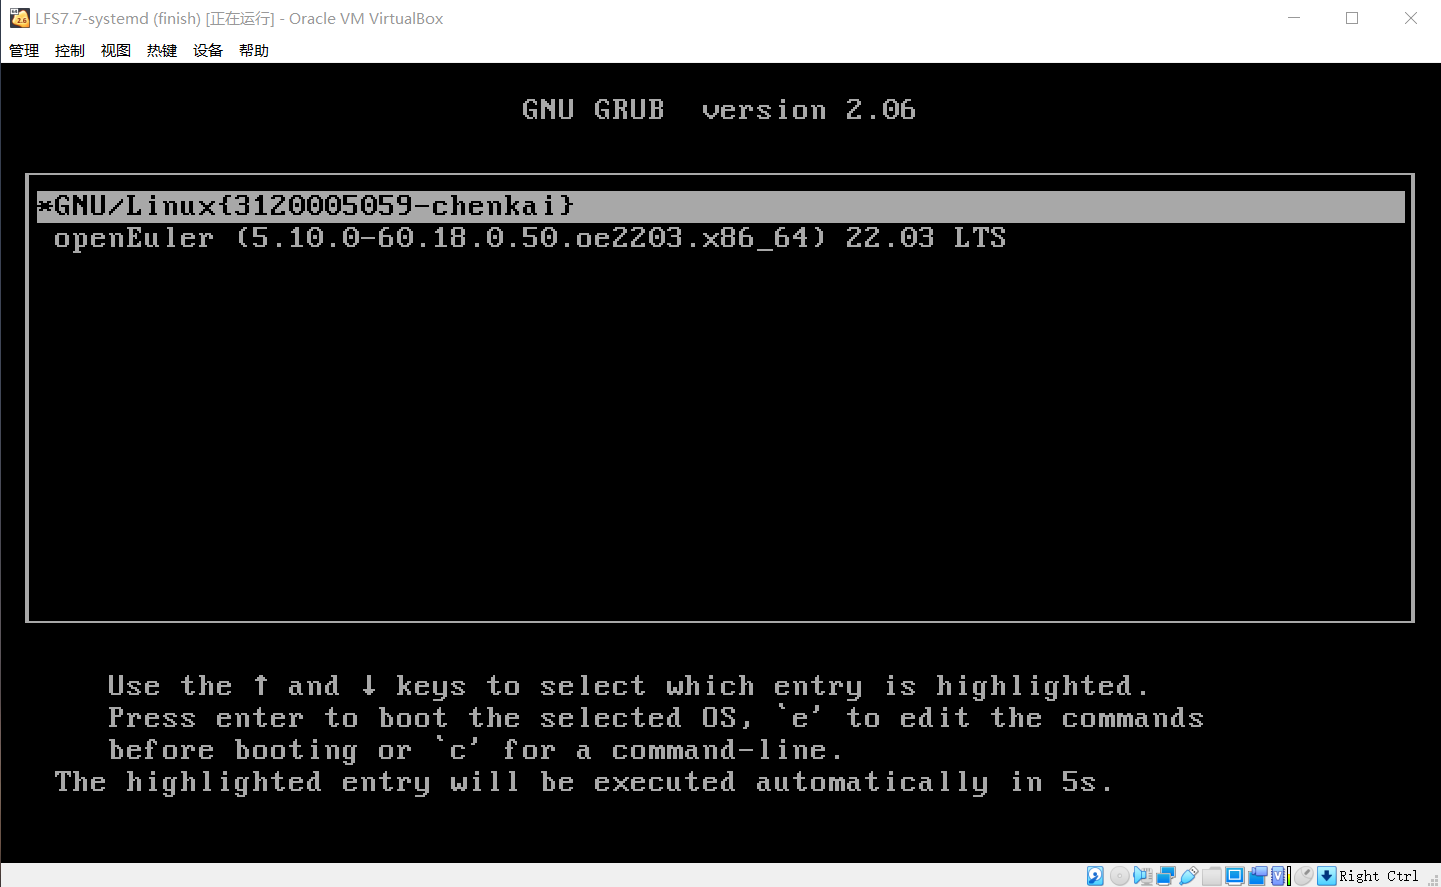 LFS7.7-systemd (finish) [正在运行] - Oracle VM VirtualBox
管理 控制 视图 热键 设备 帮助
GNU GRUB  version 2.06
*GNU/Linux{3120005059-chenkai}
openEuler (5.10.0-60.18.0.50.oe2203.x86_64) 22.03 LTS
Use the ↑ and ↓ keys to select which entry is highlighted.
Press enter to boot the selected OS, `e' to edit the commands
before booting or `c' for a command-line.
The highlighted entry will be executed automatically in 5s.
Right Ctrl